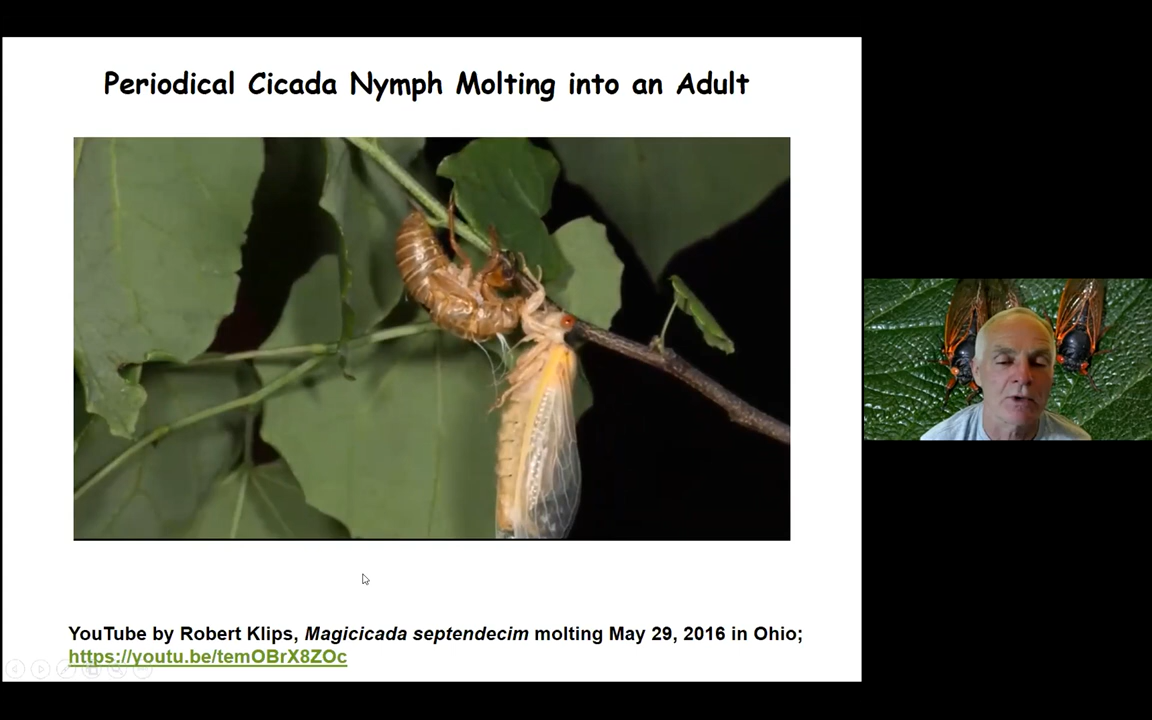 Periodical Cicada Nymph Molting into an Adult
YouTube by Robert Klips, Magicicada septendecim molting May 29, 2016 in Ohio;
https://youtu.be/temOBrX8ZOc